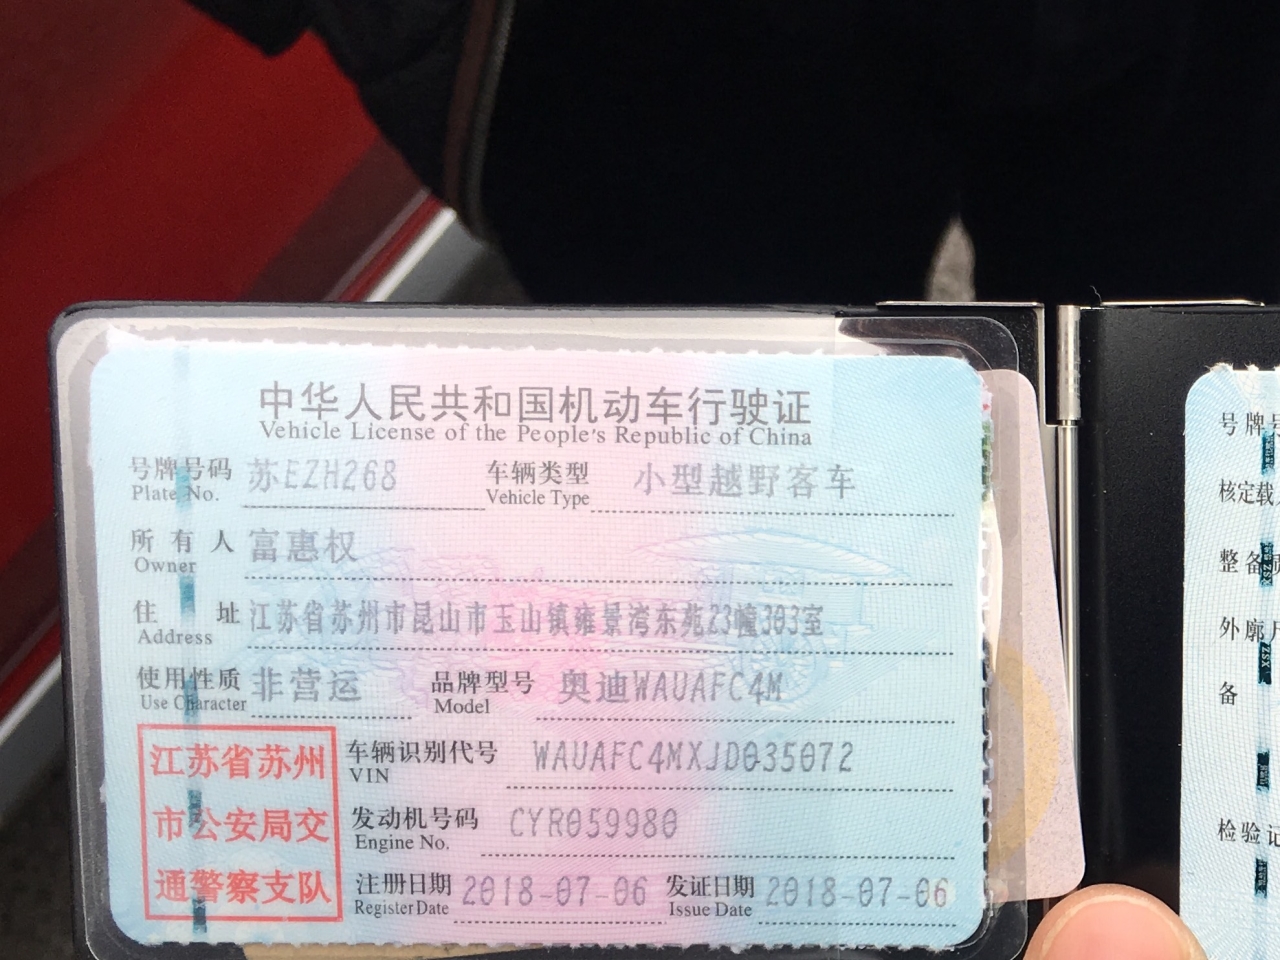 中华人民共和国机动车行驶证
Vehicle License of the People's Republic of China
号牌号码 苏EZH268 车辆类型 小型越野客车
Plate No. Vehicle Type
所有人 富惠权
Owner
住址 江苏省苏州市昆山市玉山镇雍景湾东苑23幢303室
Address
使用性质 非营运 品牌型号 奥迪WAUAFC4M
Use Character Model
江苏省苏州
市公安局交
通警察支队
车辆识别代号 WAUAFC4MXJD035072
VIN
发动机号码 CYR059980
Engine No.
注册日期 2018-07-06 发证日期 2018-07-06
Register Date Issue Date
号牌号
核定载
整备质
外廓尺
备
检验记